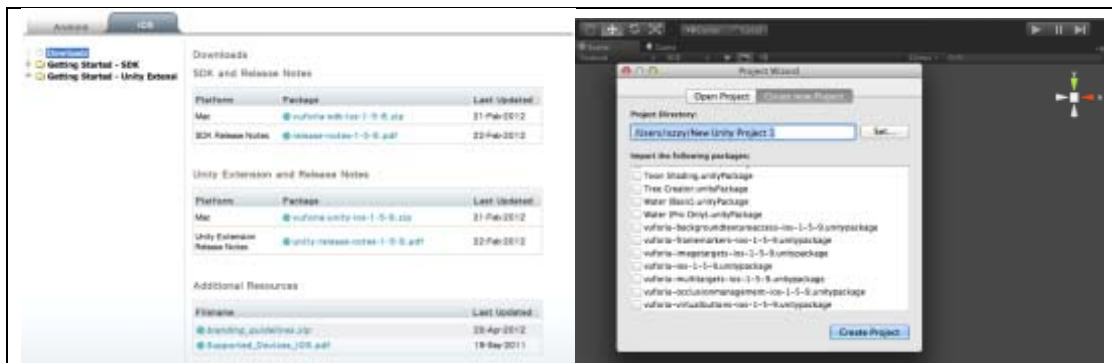 Android
iOS
Downloads
Getting Started - SDK
Getting Started - Unity Extensi
Downloads
SDK and Release Notes
Platform Package Last Updated
Mac vuforia-sdk-ios-1-5-9.zip 21-Feb-2012
SDK Release Notes release-notes-1-5-9.pdf 22-Feb-2012
Unity Extension and Release Notes
Platform Package Last Updated
Mac vuforia-unity-ios-1-5-9.zip 21-Feb-2012
Unity Extension
Release Notes unity-release-notes-1-5-9.pdf 22-Feb-2012
Additional Resources
Filename Last Updated
branding_guidelines.zip 20-Apr-2012
Supported_Devices_iOS.pdf 19-Sep-2011
Center Local
Scene
Game
Project Wizard
Open Project Create new Project
Project Directory:
/Users/ozzy/New Unity Project 1
Set...
Import the following packages:
Toon Shading.unityPackage
Tree Creator.unityPackage
Water (Basic).unityPackage
Water (Pro Only).unityPackage
vuforia-backgroundtextureaccess-ios-1-5-9.unitypackage
vuforia-framemarkers-ios-1-5-9.unitypackage
vuforia-imagetargets-ios-1-5-9.unitypackage
vuforia-ios-1-5-9.unitypackage
vuforia-multitargets-ios-1-5-9.unitypackage
vuforia-occlusionmanagement-ios-1-5-9.unitypackage
vuforia-virtualbuttons-ios-1-5-9.unitypackage
Create Project